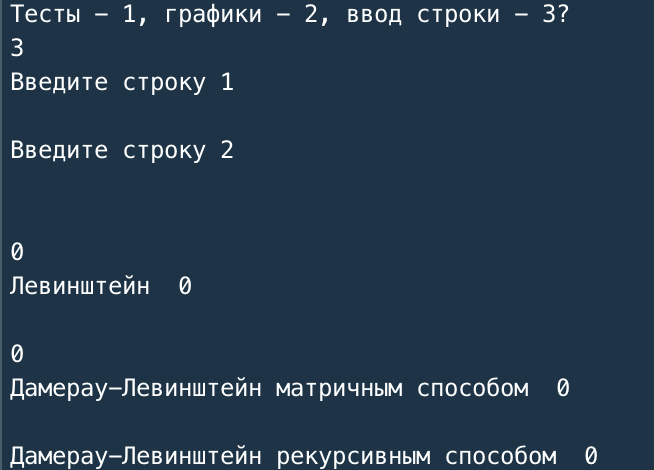 Тесты – 1, графики – 2, ввод строки – 3?
3
Введите строку 1
Введите строку 2
0
Левинштейн  0
0
Дамерау–Левинштейн матричным способом  0
Дамерау–Левинштейн рекурсивным способом  0